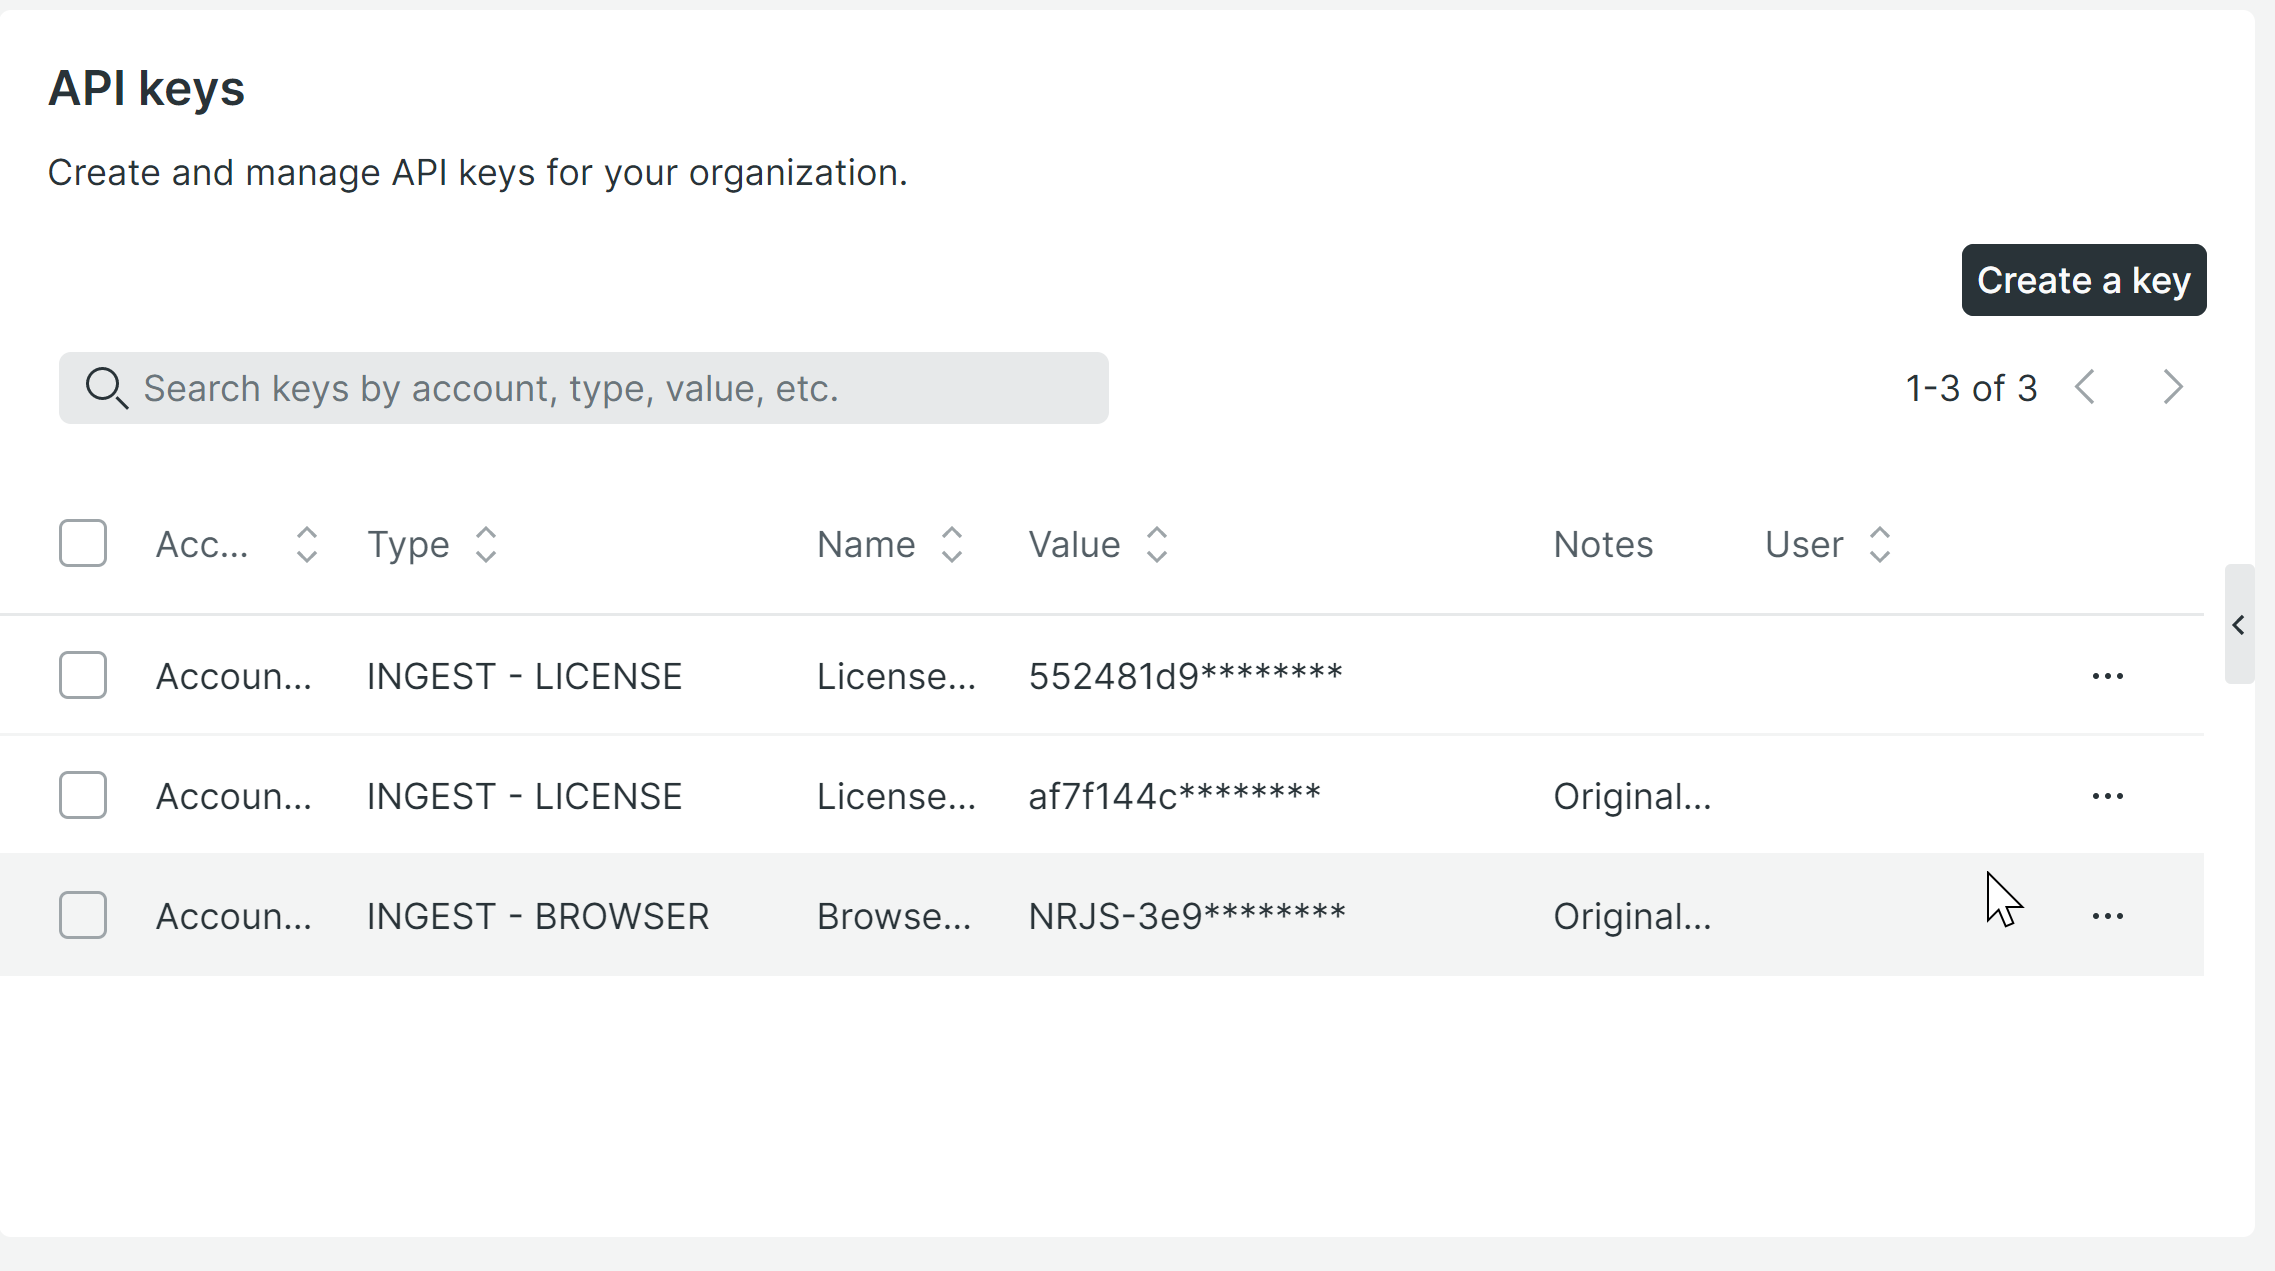 API keys
Create and manage API keys for your organization.
Create a key
Search keys by account, type, value, etc.
1-3 of 3
Acc... Type Name Value Notes User
Accoun... INGEST - LICENSE License... 552481d9********
Accoun... INGEST - LICENSE License... af7f144c******** Original...
Accoun... INGEST - BROWSER Browse... NRJS-3e9******** Original...